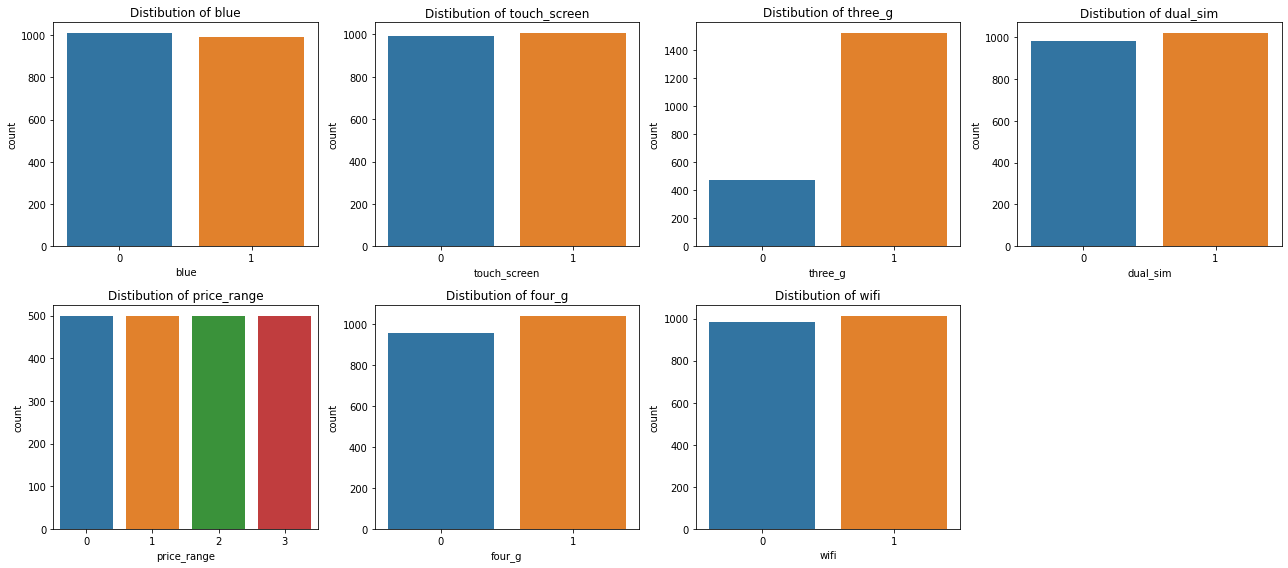 Distibution of blue
1000
800
600
400
200
0
count
0 1
blue
Distibution of touch_screen
1000
800
600
400
200
0
count
0 1
touch_screen
Distibution of three_g
1400
1200
1000
800
600
400
200
0
count
0 1
three_g
Distibution of dual_sim
1000
800
600
400
200
0
count
0 1
dual_sim
Distibution of price_range
500
400
300
200
100
0
count
0 1 2 3
price_range
Distibution of four_g
1000
800
600
400
200
0
count
0 1
four_g
Distibution of wifi
1000
800
600
400
200
0
count
0 1
wifi